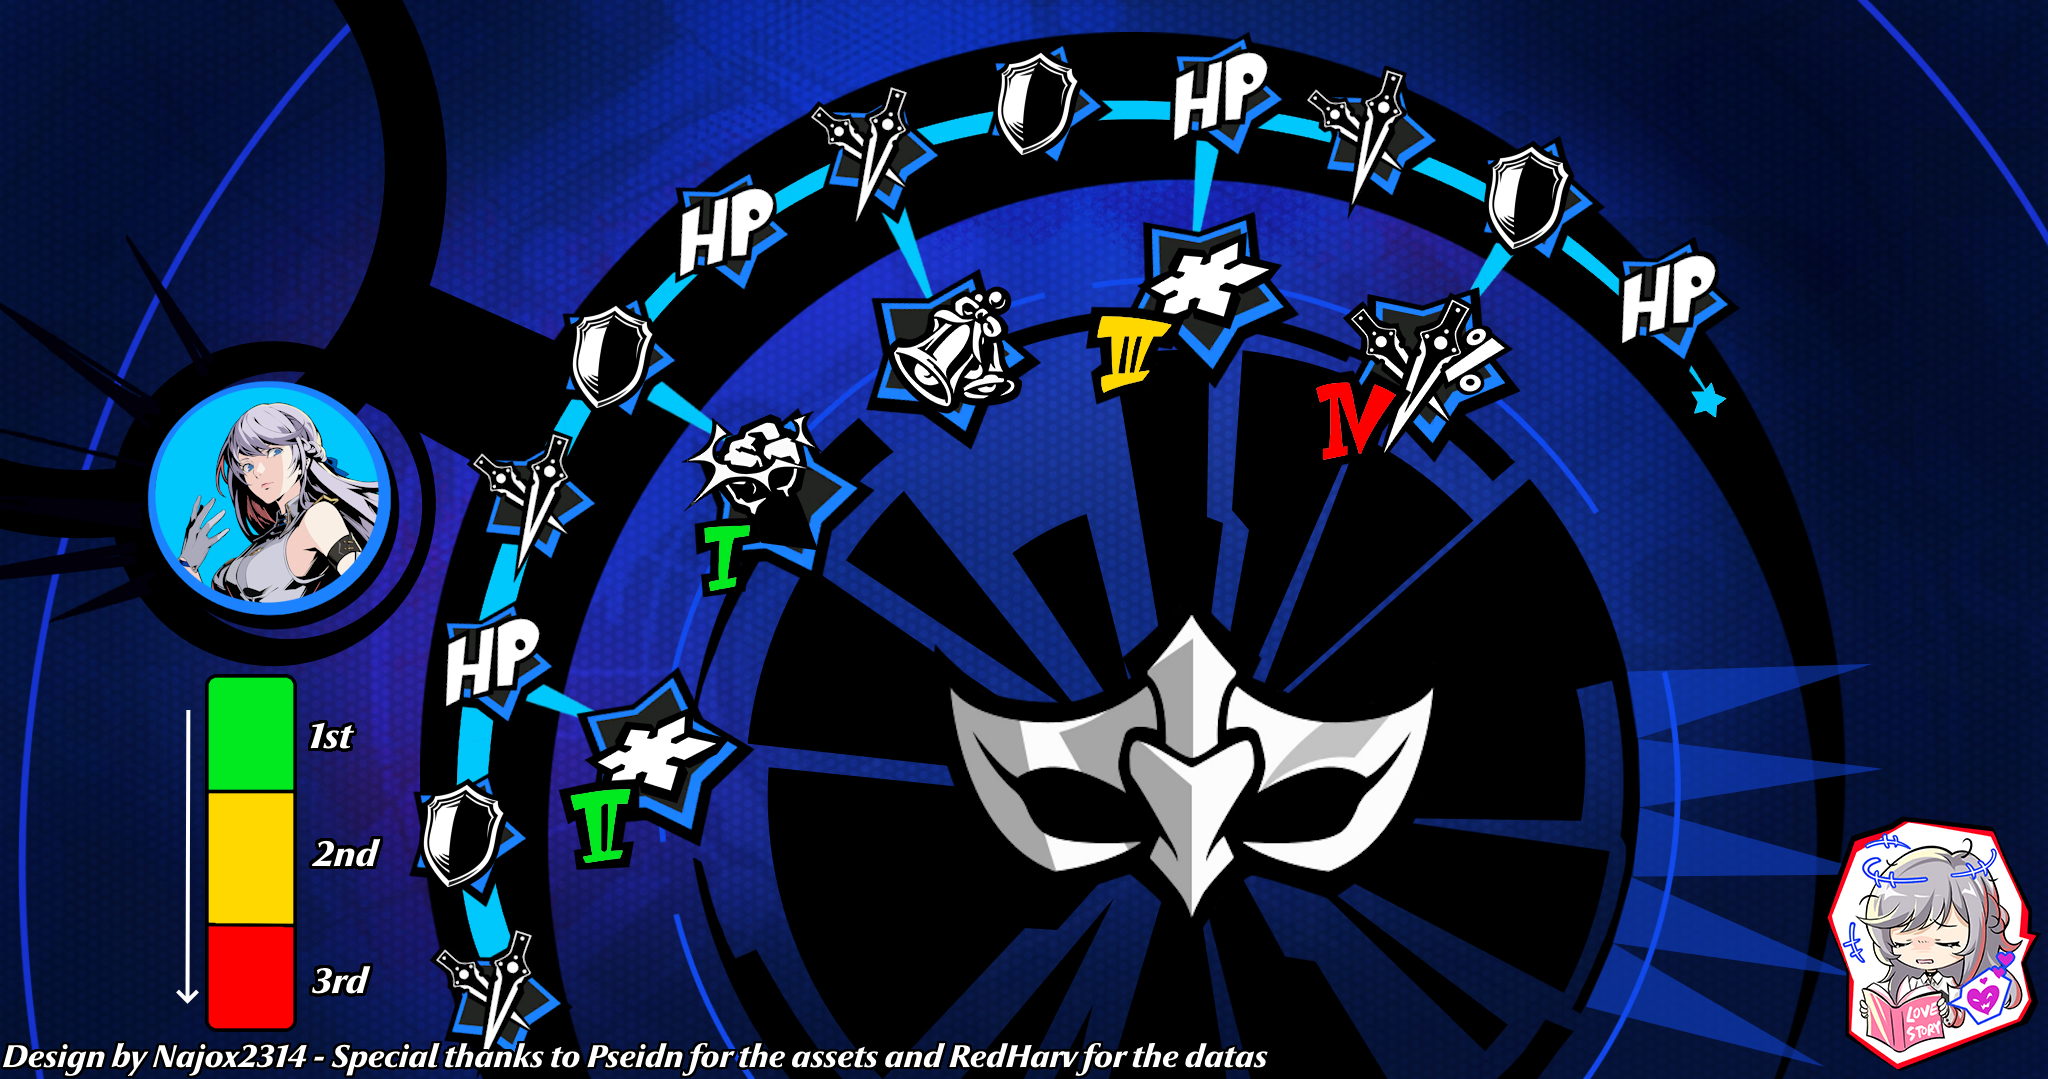 HP
HP
HP
HP
III
IV
I
HP
II
1st
2nd
3rd
LOVE
STORY
Design by Najox2314 - Special thanks to Pseidn for the assets and RedHarv for the datas